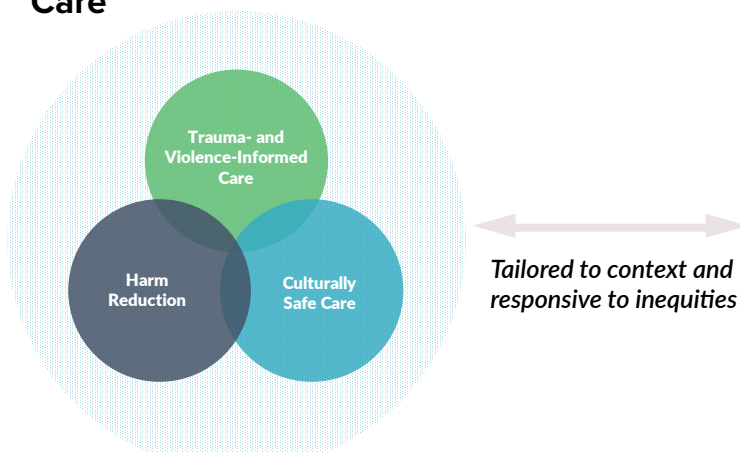 Care
Trauma- and
Violence-Informed
Care
Harm
Reduction
Culturally
Safe Care
Tailored to context and
responsive to inequities